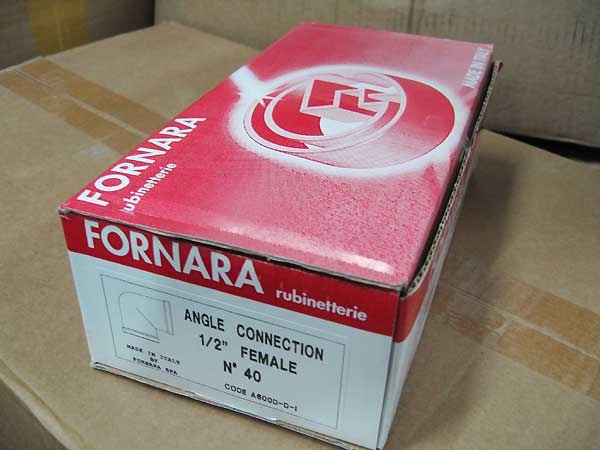 MADE IN ITALY
FORNARA
rubinetterie
FORNARA
rubinetterie
ANGLE CONNECTION
1/2" FEMALE
N° 40
CODE A600D-D-I
MADE IN ITALY
BY
FORNARA SPA